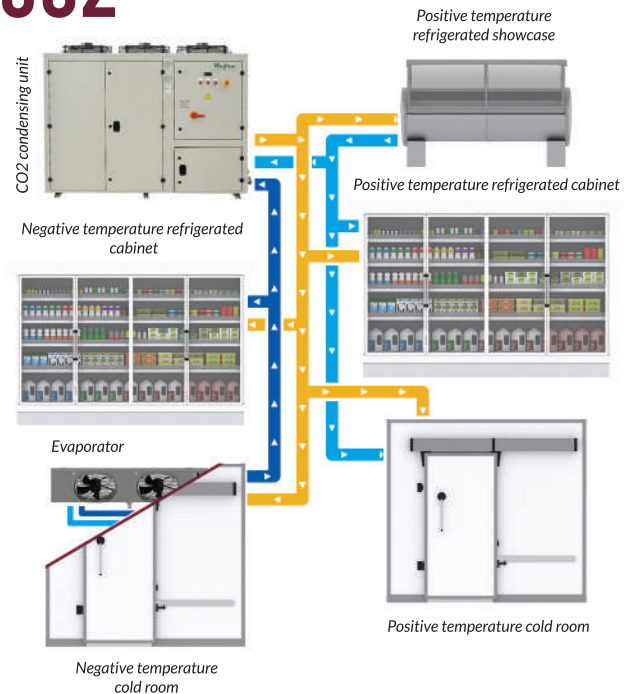 CO2 condensing unit
Positive temperature
refrigerated showcase
Positive temperature refrigerated cabinet
Negative temperature refrigerated
cabinet
Evaporator
Positive temperature cold room
Negative temperature
cold room